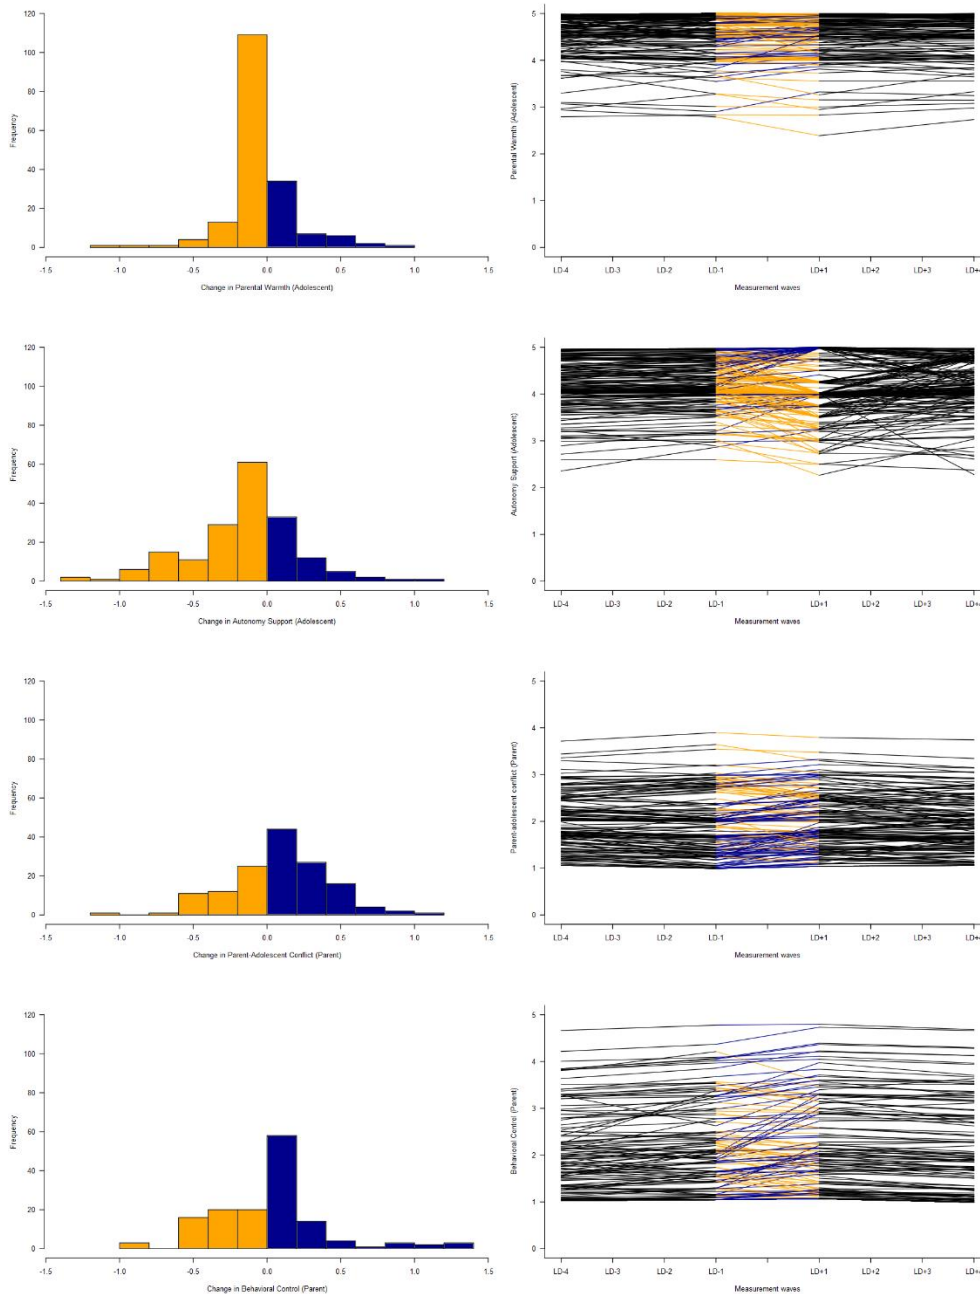 120
100
80
60
40
20
0
Frequency
-1.5 -1.0 -0.5 0.0 0.5 1.0 1.5
Change in Parental Warmth (Adolescent)
5
4
3
2
1
0
Parental Warmth (Adolescent)
LD-4 LD-3 LD-2 LD-1 LD+1 LD+2 LD+3
Measurement waves
120
100
80
60
40
20
0
Frequency
-1.5 -1.0 -0.5 0.0 0.5 1.0 1.5
Change in Autonomy Support (Adolescent)
5
4
3
2
1
0
Autonomy Support (Adolescent)
LD-4 LD-3 LD-2 LD-1 LD+1 LD+2 LD+3
Measurement waves
120
100
80
60
40
20
0
Frequency
-1.5 -1.0 -0.5 0.0 0.5 1.0 1.5
Change in Parent-Adolescent Conflict (Parent)
5
4
3
2
1
0
Parent-adolescent conflict (Parent)
LD-4 LD-3 LD-2 LD-1 LD+1 LD+2 LD+3
Measurement waves
120
100
80
60
40
20
0
Frequency
-1.5 -1.0 -0.5 0.0 0.5 1.0 1.5
Change in Behavioral Control (Parent)
5
4
3
2
1
0
Behavioral Control (Parent)
LD-4 LD-3 LD-2 LD-1 LD+1 LD+2 LD+3
Measurement waves